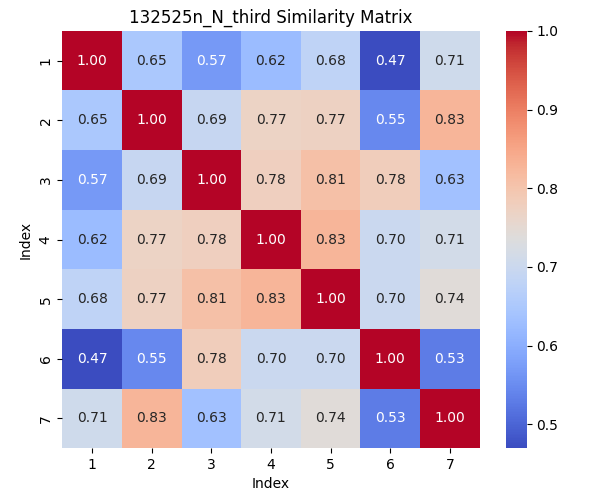 132525n_N_third Similarity Matrix
1 1.00 0.65 0.57 0.62 0.68 0.47 0.71
2 0.65 1.00 0.69 0.77 0.77 0.55 0.83
3 0.57 0.69 1.00 0.78 0.81 0.78 0.63
4 0.62 0.77 0.78 1.00 0.83 0.70 0.71
5 0.68 0.77 0.81 0.83 1.00 0.70 0.74
6 0.47 0.55 0.78 0.70 0.70 1.00 0.53
7 0.71 0.83 0.63 0.71 0.74 0.53 1.00
1 2 3 4 5 6 7
Index
Index
1.0
0.9
0.8
0.7
0.6
0.5